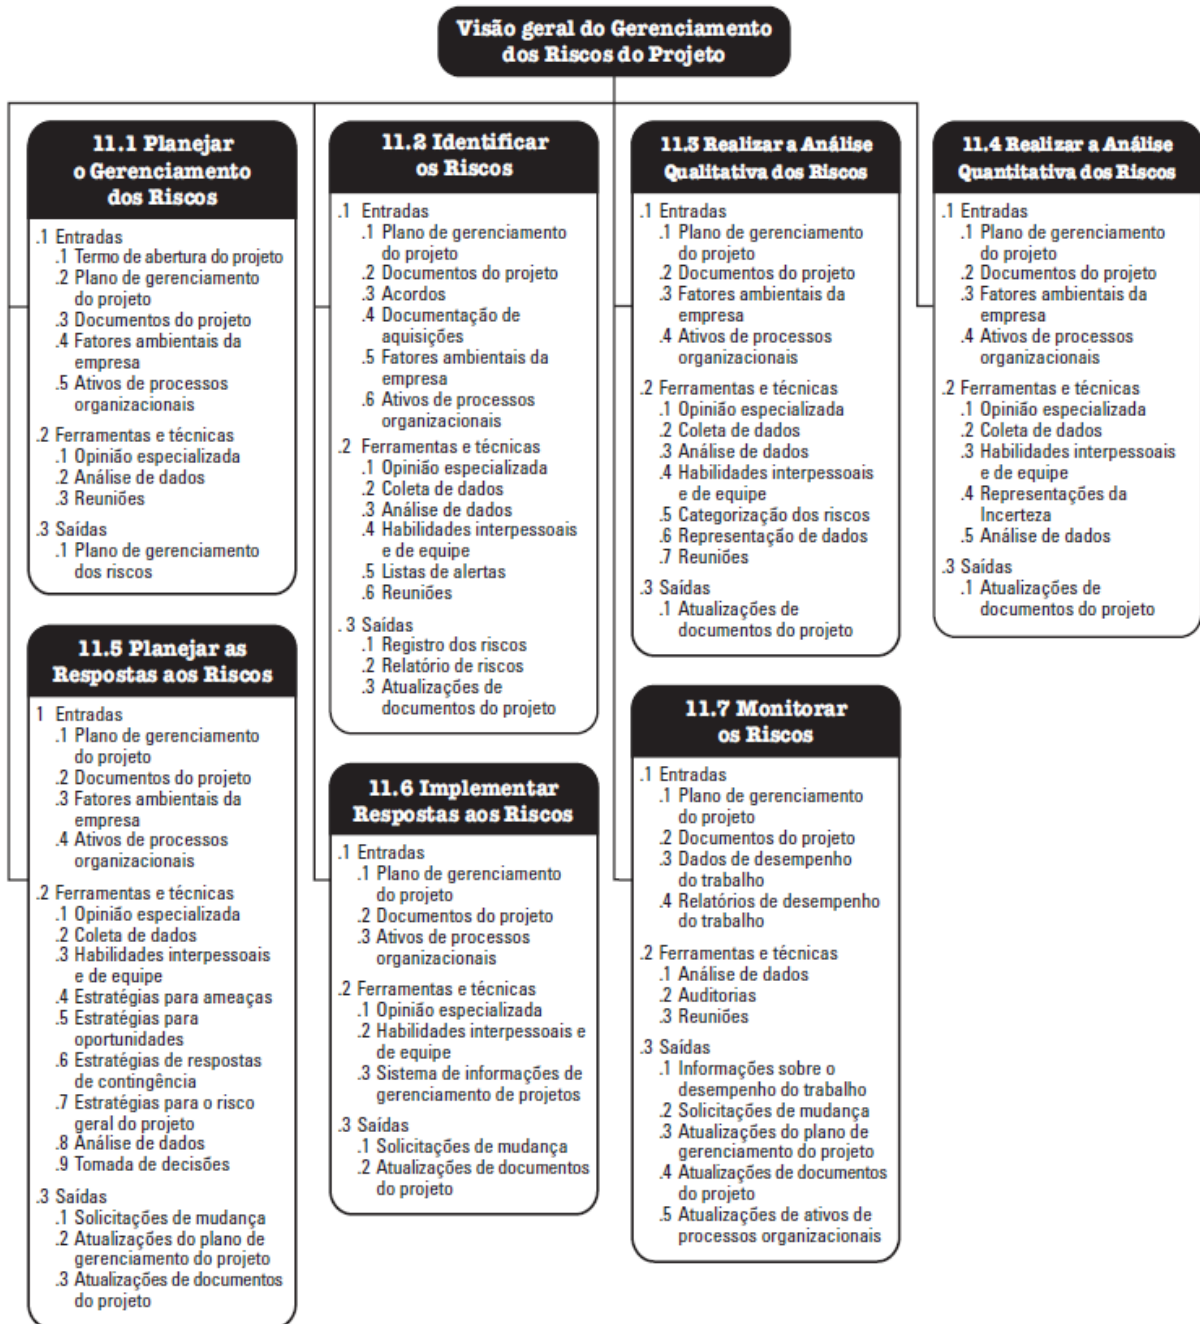 Visão geral do Gerenciamento
dos Riscos do Projeto
11.1 Planejar
o Gerenciamento
dos Riscos
.1 Entradas
.1 Termo de abertura do projeto
.2 Plano de gerenciamento
do projeto
.3 Documentos do projeto
.4 Fatores ambientais da
empresa
.5 Ativos de processos
organizacionais
.2 Ferramentas e técnicas
.1 Opinião especializada
.2 Análise de dados
.3 Reuniões
.3 Saídas
.1 Plano de gerenciamento
dos riscos
11.2 Identificar
os Riscos
.1 Entradas
.1 Plano de gerenciamento
do projeto
.2 Documentos do projeto
.3 Acordos
.4 Documentação de
aquisições
.5 Fatores ambientais da
empresa
.6 Ativos de processos
organizacionais
.2 Ferramentas e técnicas
.1 Opinião especializada
.2 Coleta de dados
.3 Análise de dados
.4 Habilidades interpessoais
e de equipe
.5 Listas de alertas
.6 Reuniões
. 3 Saídas
.1 Registro dos riscos
.2 Relatório de riscos
.3 Atualizações de
documentos do projeto
11.3 Realizar a Análise
Qualitativa dos Riscos
.1 Entradas
.1 Plano de gerenciamento
do projeto
.2 Documentos do projeto
.3 Fatores ambientais da
empresa
.4 Ativos de processos
organizacionais
.2 Ferramentas e técnicas
.1 Opinião especializada
.2 Coleta de dados
.3 Análise de dados
.4 Habilidades interpessoais
e de equipe
.5 Categorização dos riscos
.6 Representação de dados
.7 Reuniões
.3 Saídas
.1 Atualizações de
documentos do projeto
11.4 Realizar a Análise
Quantitativa dos Riscos
.1 Entradas
.1 Plano de gerenciamento
do projeto
.2 Documentos do projeto
.3 Fatores ambientais da
empresa
.4 Ativos de processos
organizacionais
.2 Ferramentas e técnicas
.1 Opinião especializada
.2 Coleta de dados
.3 Habilidades interpessoais
e de equipe
.4 Representações da
Incerteza
.5 Análise de dados
.3 Saídas
.1 Atualizações de
documentos do projeto
11.5 Planejar as
Respostas aos Riscos
1 Entradas
.1 Plano de gerenciamento
do projeto
.2 Documentos do projeto
.3 Fatores ambientais da
empresa
.4 Ativos de processos
organizacionais
.2 Ferramentas e técnicas
.1 Opinião especializada
.2 Coleta de dados
.3 Habilidades interpessoais
e de equipe
.4 Estratégias para ameaças
.5 Estratégias para
oportunidades
.6 Estratégias de respostas
de contingência
.7 Estratégias para o risco
geral do projeto
.8 Análise de dados
.9 Tomada de decisões
.3 Saídas
.1 Solicitações de mudança
.2 Atualizações do plano de
gerenciamento do projeto
.3 Atualizações de documentos
do projeto
11.6 Implementar
Respostas aos Riscos
.1 Entradas
.1 Plano de gerenciamento
do projeto
.2 Documentos do projeto
.3 Ativos de processos
organizacionais
.2 Ferramentas e técnicas
.1 Opinião especializada
.2 Habilidades interpessoais e
de equipe
.3 Sistema de informações de
gerenciamento de projetos
.3 Saídas
.1 Solicitações de mudança
.2 Atualizações de documentos
do projeto
11.7 Monitorar
os Riscos
.1 Entradas
.1 Plano de gerenciamento
do projeto
.2 Documentos do projeto
.3 Dados de desempenho
do trabalho
.4 Relatórios de desempenho
do trabalho
.2 Ferramentas e técnicas
.1 Análise de dados
.2 Auditorias
.3 Reuniões
.3 Saídas
.1 Informações sobre o
desempenho do trabalho
.2 Solicitações de mudança
.3 Atualizações do plano de
gerenciamento do projeto
.4 Atualizações de documentos
do projeto
.5 Atualizações de ativos de
processos organizacionais